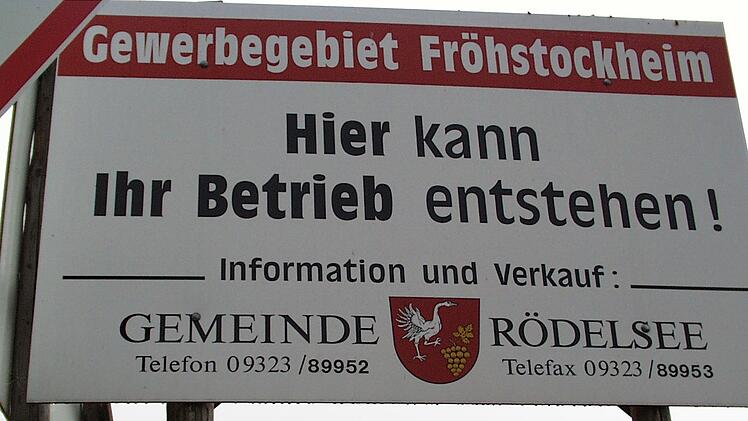 Gewerbegebiet Fröhstockheim
Hier kann
Ihr Betrieb entstehen!
Information und Verkauf:
GEMEINDE RÖDELSEE
Telefon 09323/89952 Telefax 09323/89953